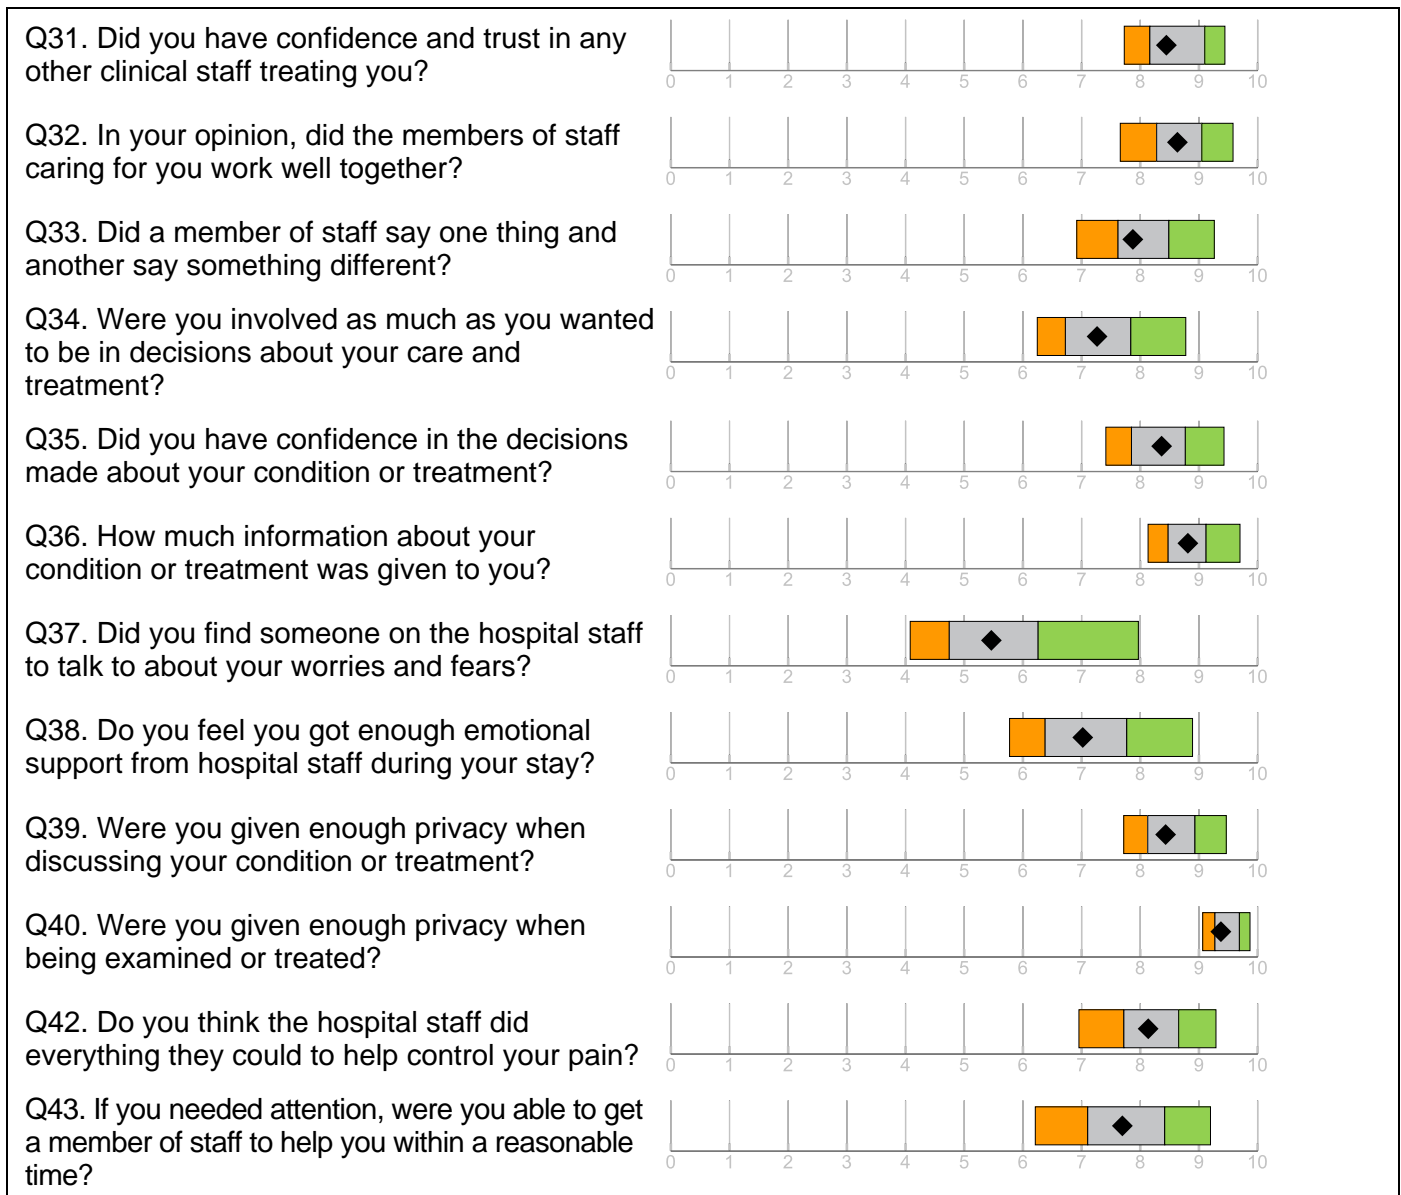 Q31. Did you have confidence and trust in any
other clinical staff treating you?
0 1 2 3 4 5 6 7 8 9 10
Q32. In your opinion, did the members of staff
caring for you work well together?
0 1 2 3 4 5 6 7 8 9 10
Q33. Did a member of staff say one thing and
another say something different?
0 1 2 3 4 5 6 7 8 9 10
Q34. Were you involved as much as you wanted
to be in decisions about your care and
treatment?
0 1 2 3 4 5 6 7 8 9 10
Q35. Did you have confidence in the decisions
made about your condition or treatment?
0 1 2 3 4 5 6 7 8 9 10
Q36. How much information about your
condition or treatment was given to you?
0 1 2 3 4 5 6 7 8 9 10
Q37. Did you find someone on the hospital staff
to talk to about your worries and fears?
0 1 2 3 4 5 6 7 8 9 10
Q38. Do you feel you got enough emotional
support from hospital staff during your stay?
0 1 2 3 4 5 6 7 8 9 10
Q39. Were you given enough privacy when
discussing your condition or treatment?
0 1 2 3 4 5 6 7 8 9 10
Q40. Were you given enough privacy when
being examined or treated?
0 1 2 3 4 5 6 7 8 9 10
Q42. Do you think the hospital staff did
everything they could to help control your pain?
0 1 2 3 4 5 6 7 8 9 10
Q43. If you needed attention, were you able to get
a member of staff to help you within a reasonable
time?
0 1 2 3 4 5 6 7 8 9 10